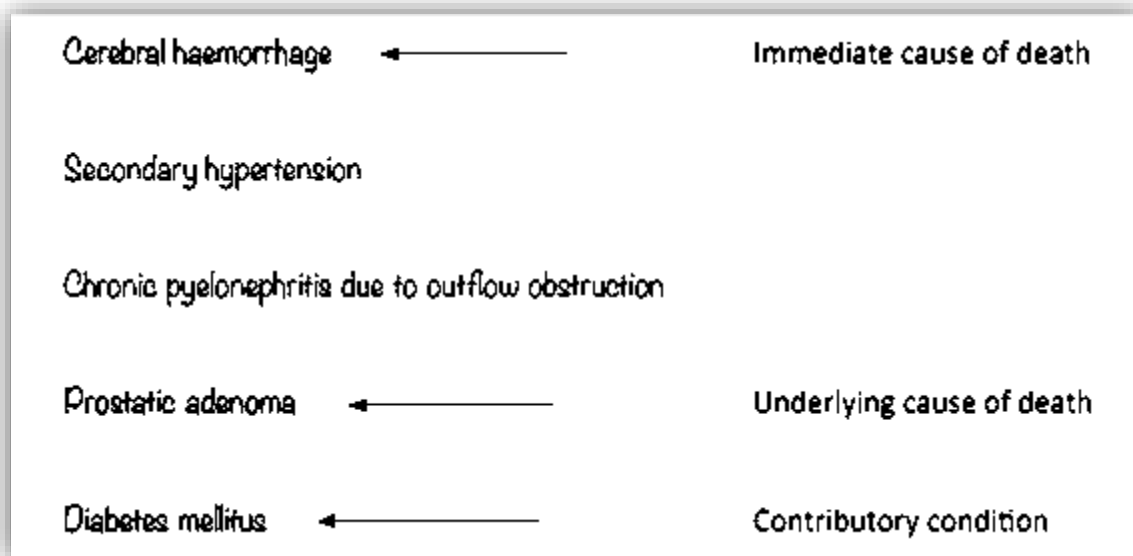 Cerebral haemorrhage Immediate cause of death
Secondary hypertension
Chronic pyelonephritis due to outflow obstruction
Prostatic adenoma Underlying cause of death
Diabetes mellitus Contributory condition